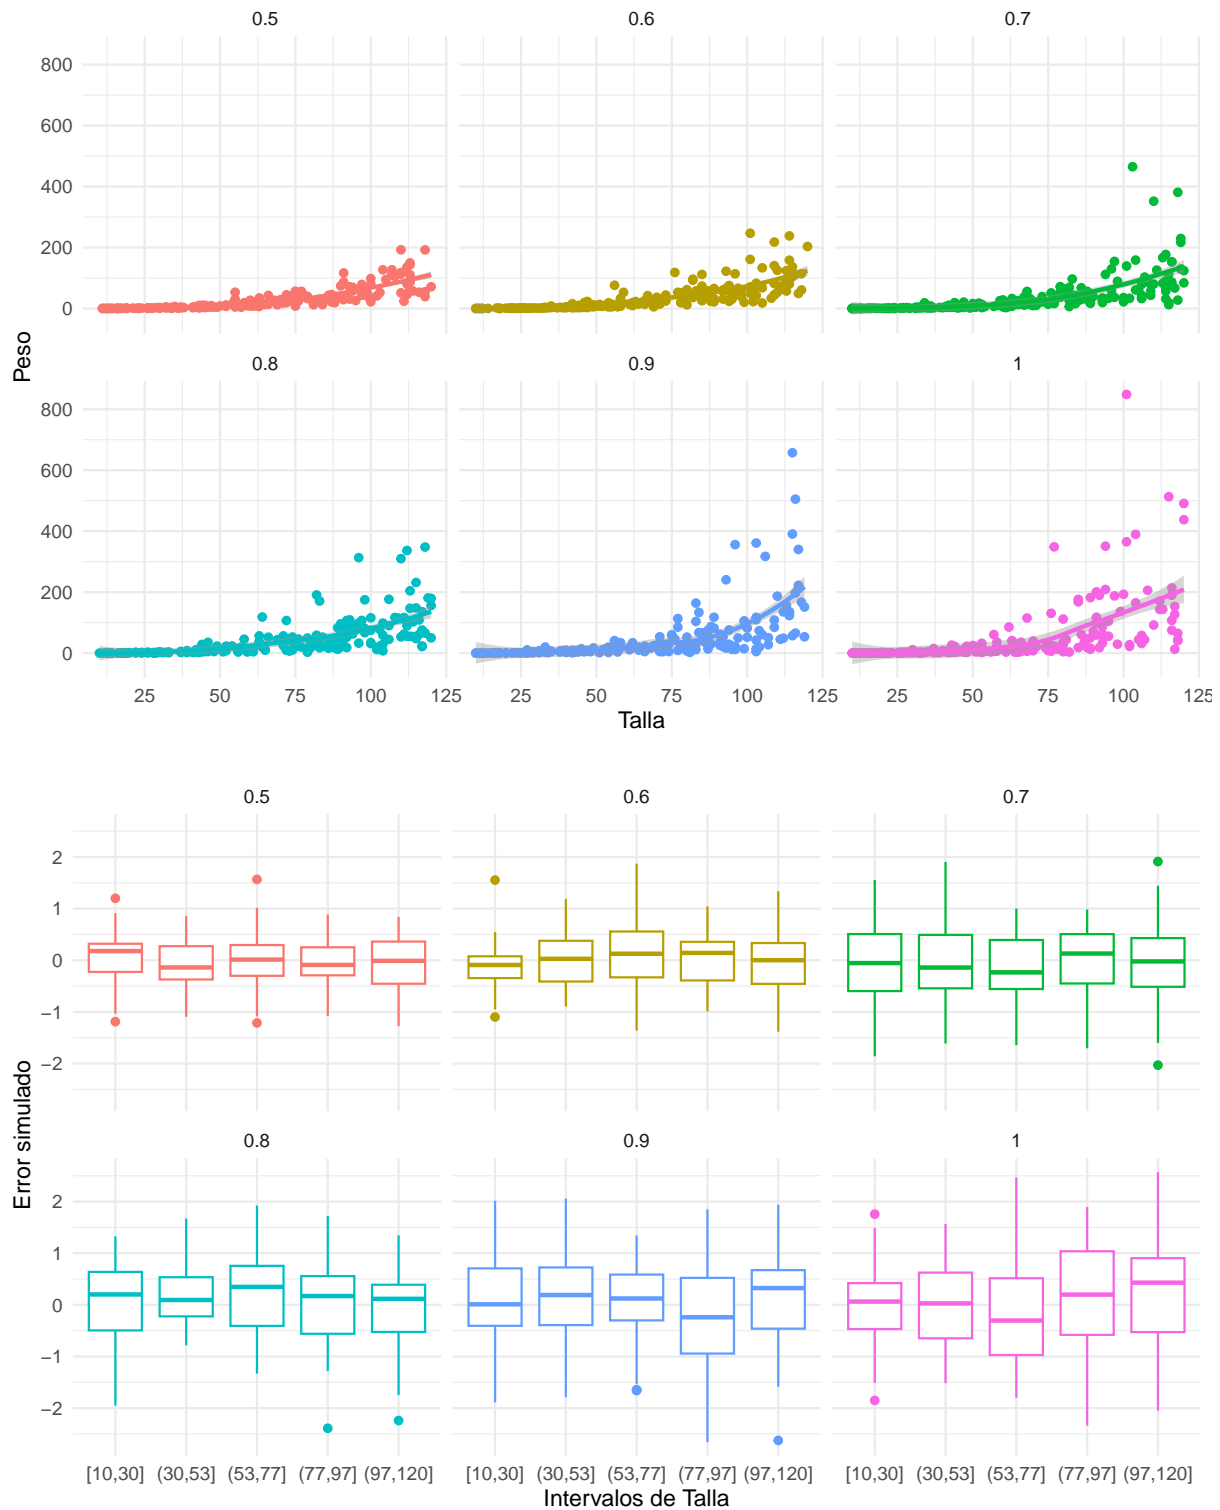 0.5 0.6 0.7
800
600
400
200
0
Peso
0.8 0.9 1
800
600
400
200
0
25 50 75 100 125 25 50 75 100 125 25 50 75 100 125
Talla
0.5 0.6 0.7
2
1
0
−1
−2
Error simulado
0.8 0.9 1
2
1
0
−1
−2
[10,30] (30,53] (53,77] (77,97] (97,120] [10,30] (30,53] (53,77] (77,97] (97,120] [10,30] (30,53] (53,77] (77,97] (97,120]
Intervalos de Talla